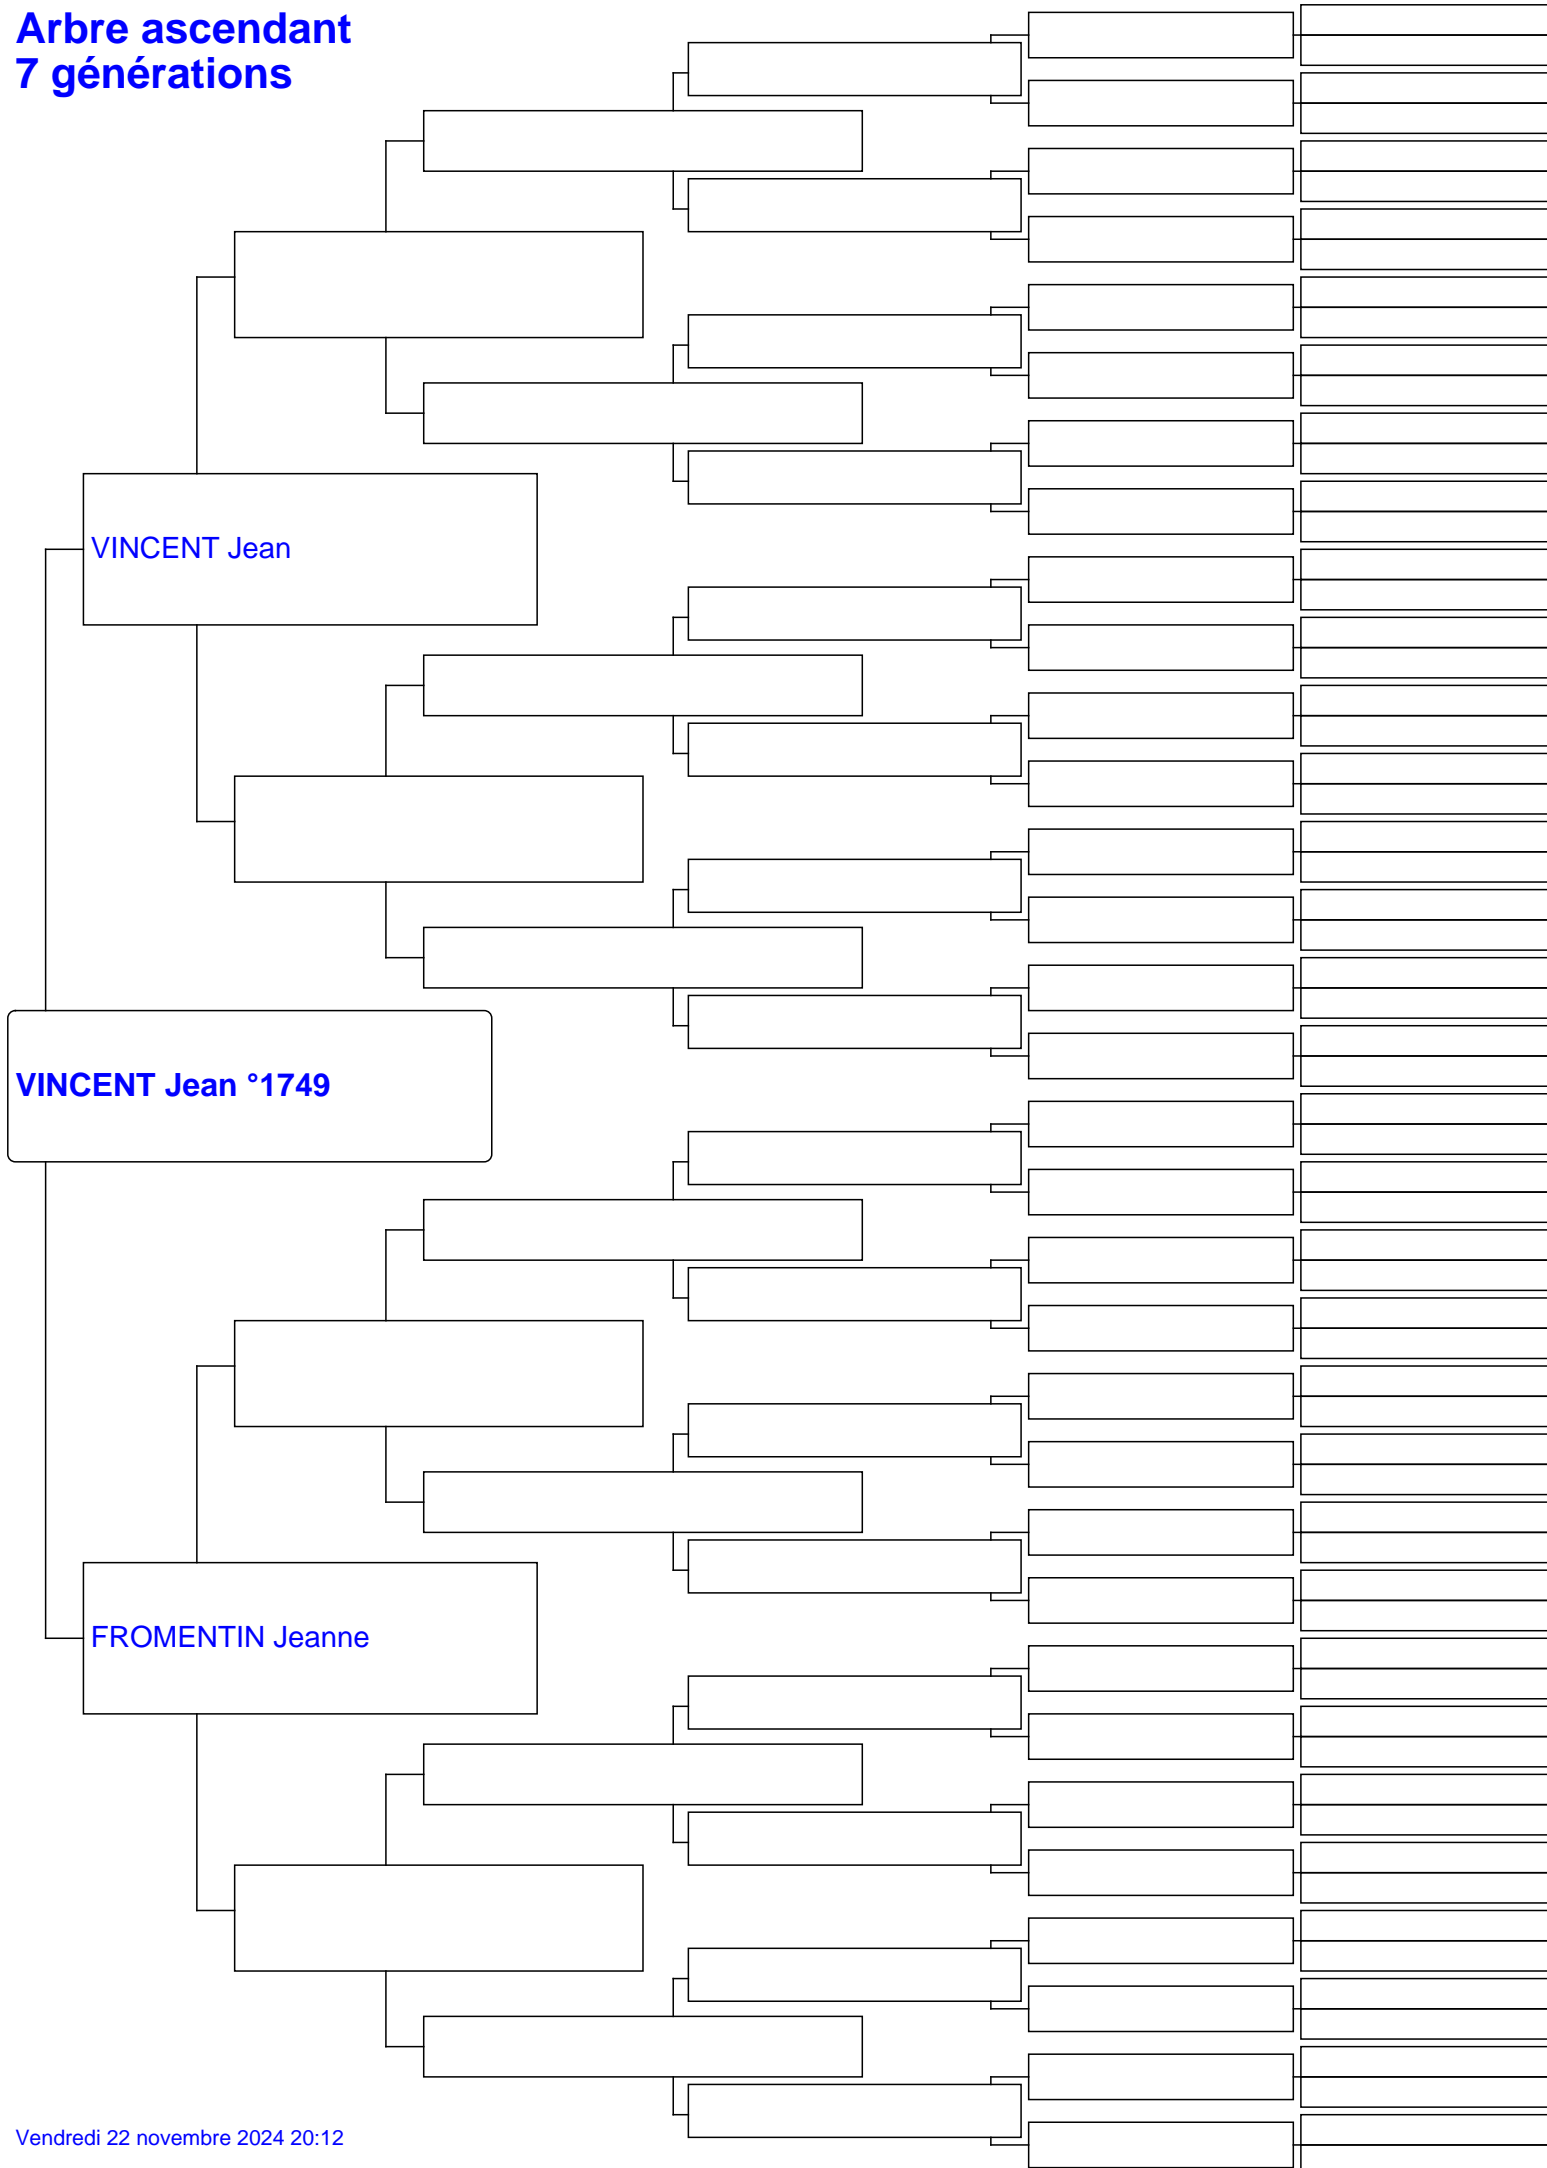 Arbre ascendant
7 générations
VINCENT Jean
VINCENT Jean °1749
FROMENTIN Jeanne
Vendredi 22 novembre 2024 20:12